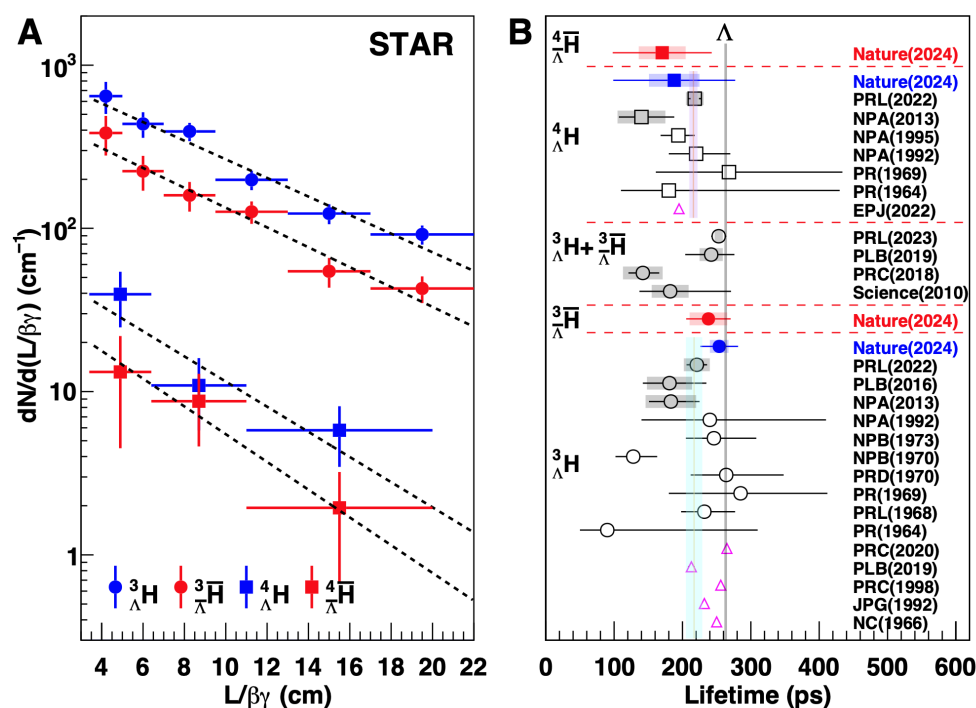 A
STAR
10³
10²
10
1
dN/d(L/βγ) (cm⁻¹)
³ΛH ³Λ̅H̅ ⁴ΛH ⁴Λ̅H̅
4 6 8 10 12 14 16 18 20 22
L/βγ (cm)
B
Λ
⁴Λ̅H̅
Nature(2024)
⁴ΛH
Nature(2024)
PRL(2022)
NPA(2013)
NPA(1995)
NPA(1992)
PR(1969)
PR(1964)
EPJ(2022)
³ΛH+ ³Λ̅H̅
PRL(2023)
PLB(2019)
PRC(2018)
Science(2010)
³Λ̅H̅
Nature(2024)
³ΛH
Nature(2024)
PRL(2022)
PLB(2016)
NPA(2013)
NPA(1992)
NPB(1973)
NPB(1970)
PRD(1970)
PR(1969)
PRL(1968)
PR(1964)
PRC(2020)
PLB(2019)
PRC(1998)
JPG(1992)
NC(1966)
0 100 200 300 400 500 600
Lifetime (ps)